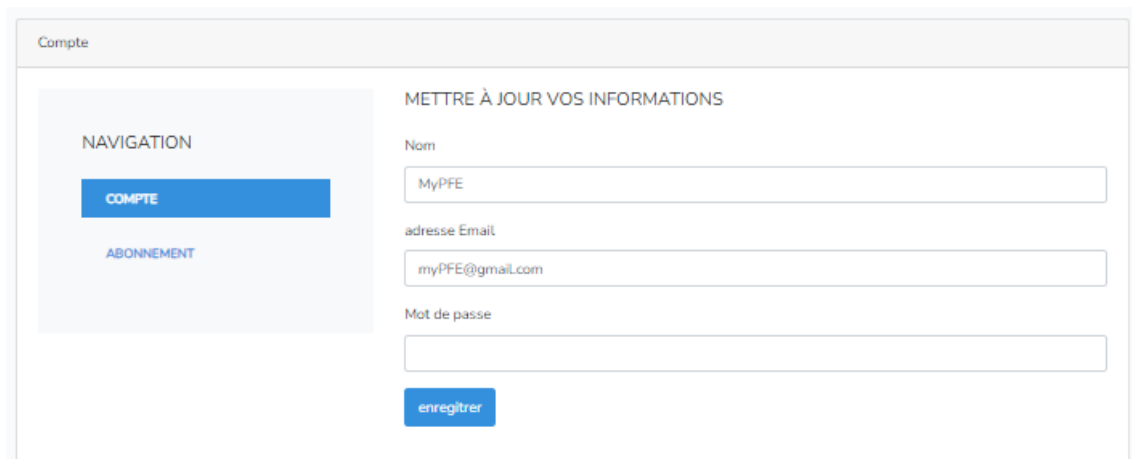 Compte
NAVIGATION
COMPTE
ABONNEMENT
METTRE À JOUR VOS INFORMATIONS
Nom
MyPFE
adresse Email
myPFE@gmail.com
Mot de passe
enregitrer